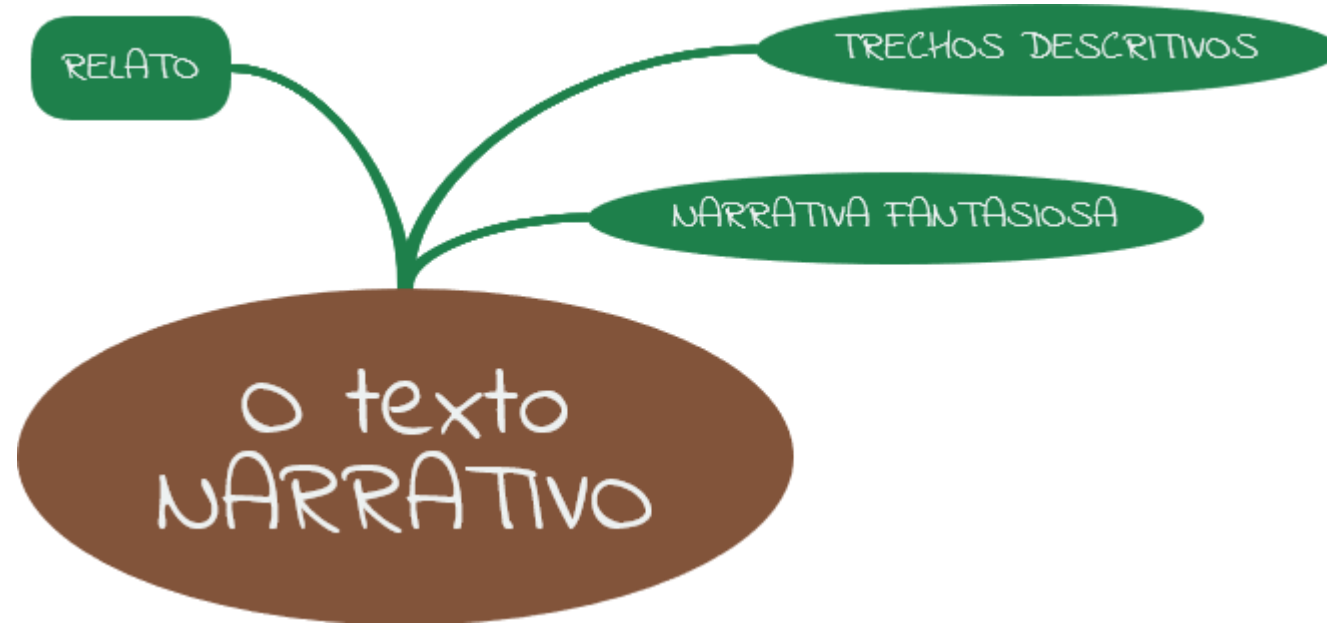 RELATO
TRECHOS DESCRITIVOS
NARRATIVA FANTASIOSA
o texto
NARRATIVO